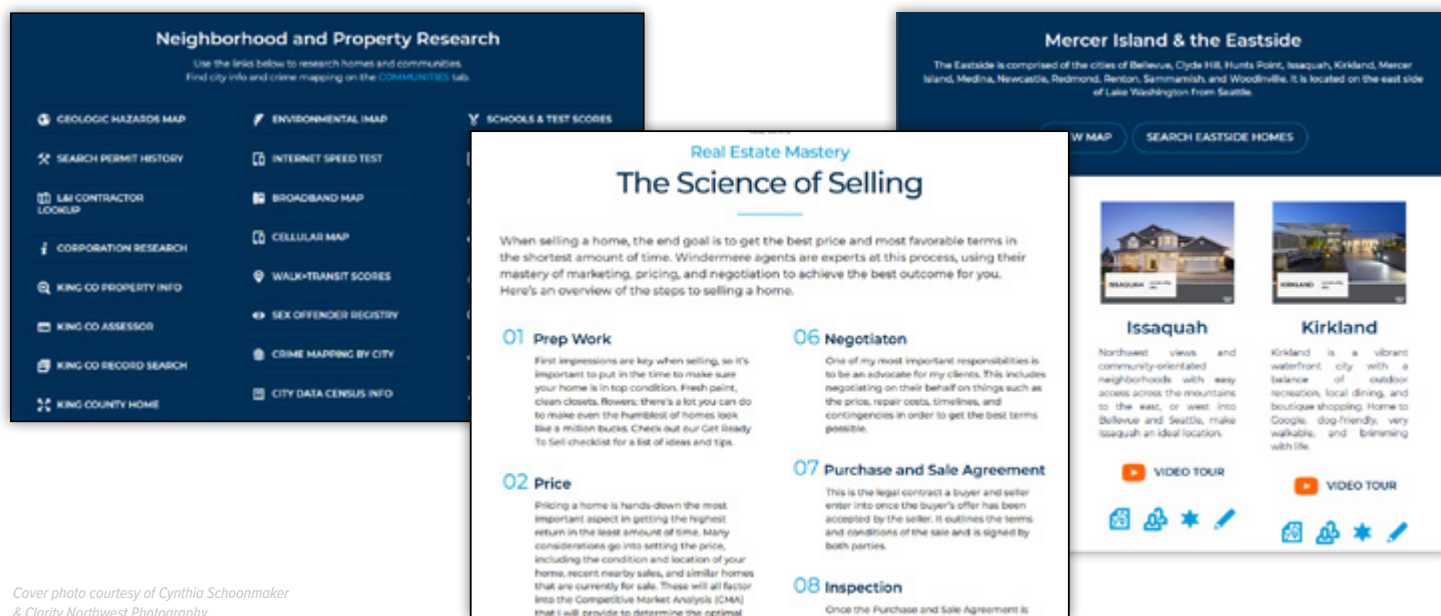 Neighborhood and Property Research
Use the links below to research homes and communities.
Find city info and crime mapping on the COMMUNITIES tab.
GEOLOGIC HAZARDS MAP
SEARCH PERMIT HISTORY
L&I CONTRACTOR
LOOKUP
CORPORATION RESEARCH
KING CO PROPERTY INFO
KING CO ASSESSOR
KING CO RECORD SEARCH
KING COUNTY HOME
ENVIRONMENTAL IMAP
INTERNET SPEED TEST
BROADBAND MAP
CELLULAR MAP
WALK+TRANSIT SCORES
SEX OFFENDER REGISTRY
CRIME MAPPING BY CITY
CITY DATA CENSUS INFO
SCHOOLS & TEST SCORES
Real Estate Mastery
The Science of Selling
When selling a home, the end goal is to get the best price and most favorable terms in
the shortest amount of time. Windermere agents are experts at this process, using their
mastery of marketing, pricing, and negotiation to achieve the best outcome for you.
Here's an overview of the steps to selling a home.
01 Prep Work
First impressions are key when selling, so it's
important to put in the time to make sure
your home is in top condition. Fresh paint,
clean closets, flowers; there's a lot you can do
to make even the humblest of homes look
like a million bucks. Check out our Get Ready
To Sell checklist for a list of ideas and tips.
02 Price
Pricing a home is hands-down the most
important aspect in getting the highest
return in the least amount of time. Many
considerations go into setting the price,
including the condition and location of your
home, recent nearby sales, and similar homes
that are currently for sale. These will all factor
into the Competitive Market Analysis (CMA)
that I will provide to determine the optimal
06 Negotiaton
One of my most important responsibilities is
to be an advocate for my clients. This includes
negotiating on their behalf on things such as
the price, repair costs, timelines, and
contingencies in order to get the best terms
possible.
07 Purchase and Sale Agreement
This is the legal contract a buyer and seller
enter into once the buyer's offer has been
accepted by the seller. It outlines the terms
and conditions of the sale and is signed by
both parties.
08 Inspection
Once the Purchase and Sale Agreement is
Mercer Island & the Eastside
The Eastside is comprised of the cities of Bellevue, Clyde Hill, Hunts Point, Issaquah, Kirkland, Mercer
Island, Medina, Newcastle, Redmond, Renton, Sammamish, and Woodinville. It is located on the east side
of Lake Washington from Seattle.
W MAP
SEARCH EASTSIDE HOMES
ISSAQUAH
KIRKLAND
Issaquah
Northwest views and
community-orientated
neighborhoods with easy
access across the mountains
to the east, or west into
Bellevue and Seattle, make
Issaquah an ideal location.
VIDEO TOUR
Kirkland
Kirkland is a vibrant
waterfront city with a
balance of outdoor
recreation, local dining, and
boutique shopping. Home to
Google, dog-friendly, very
walkable, and brimming
with life.
VIDEO TOUR
Cover photo courtesy of Cynthia Schoonmaker
& Clarity Northwest Photography